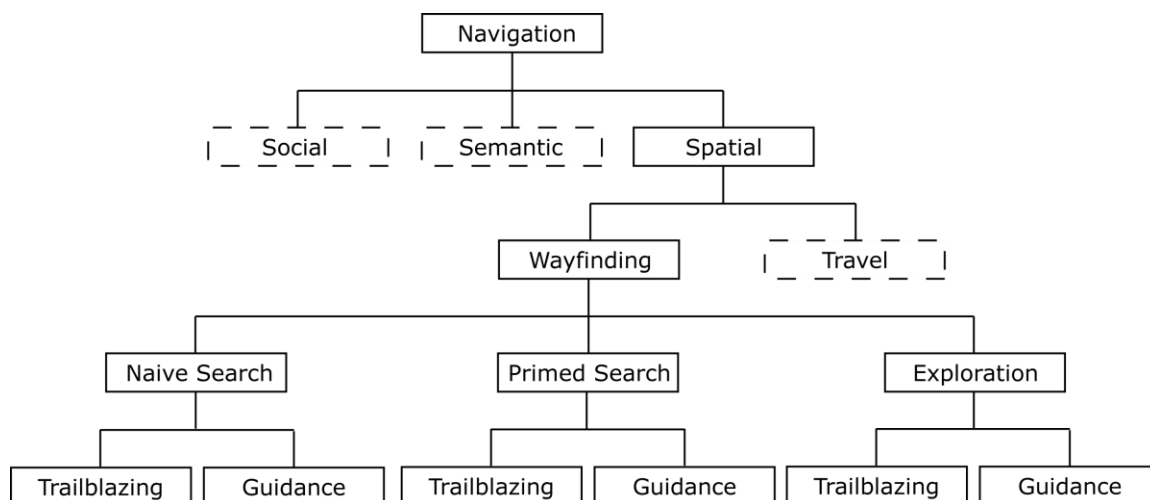 Navigation
Social
Semantic
Spatial
Wayfinding
Travel
Naive Search
Primed Search
Exploration
Trailblazing
Guidance
Trailblazing
Guidance
Trailblazing
Guidance